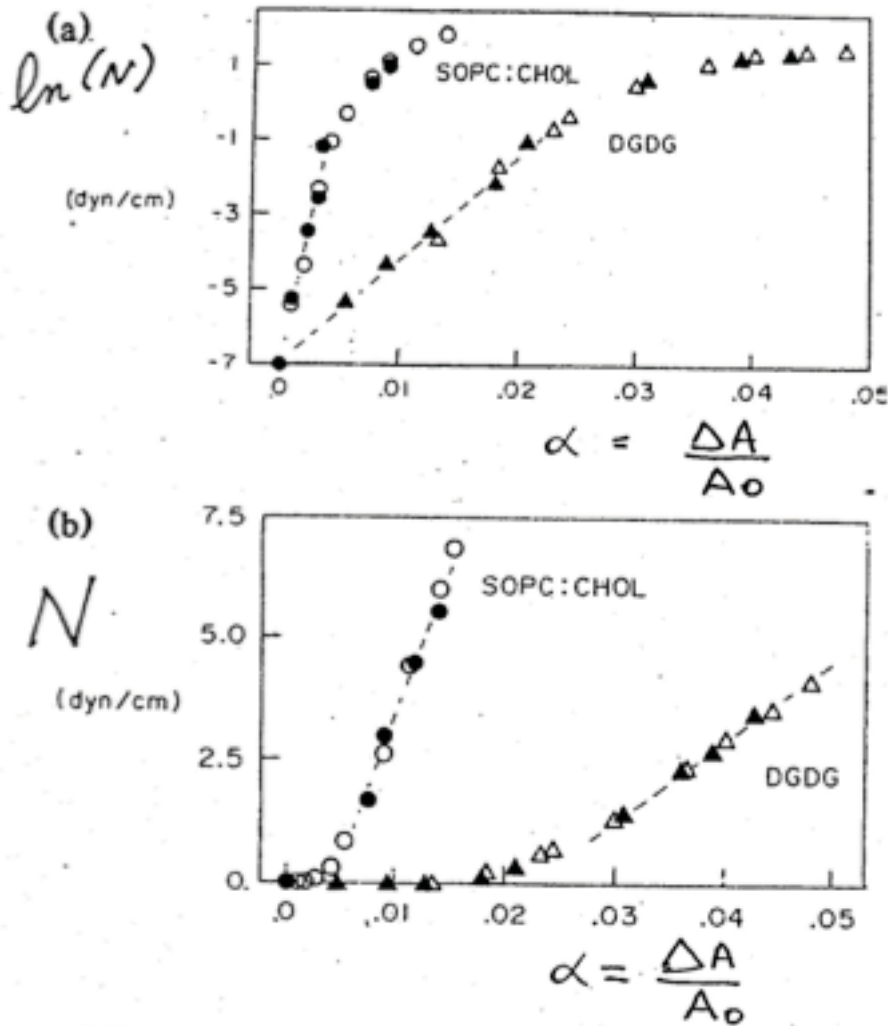 (a)
ln (N)
(dyn/cm)
1
-1
-3
-5
-7
SOPC:CHOL
DGDG
.0 .01 .02 .03 .04 .05
α = ΔA
A₀
(b)
N
(dyn/cm)
7.5
5.0
2.5
0.
SOPC:CHOL
DGDG
.0 .01 .02 .03 .04 .05
α = ΔA
A₀